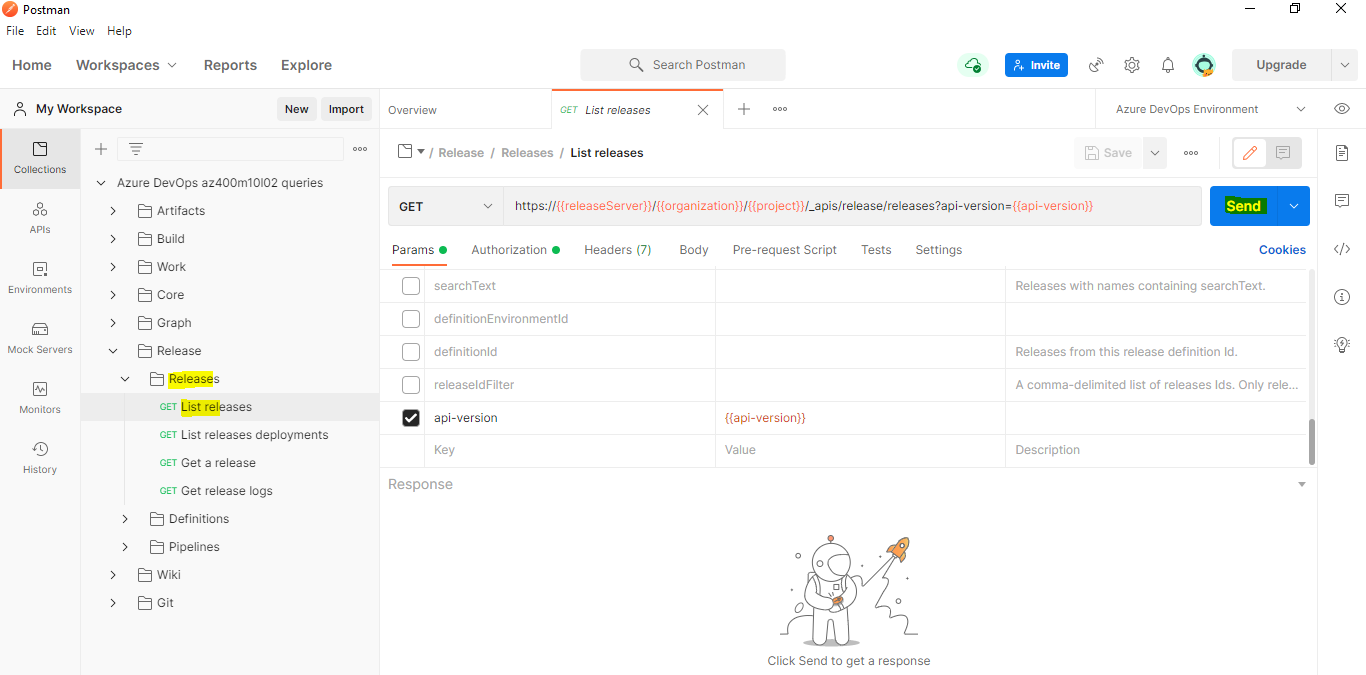 Postman
File Edit View Help
Home Workspaces Reports Explore Search Postman Invite Upgrade
My Workspace New Import
Overview GET List releases Azure DevOps Environment
Collections
APIs
Environments
Mock Servers
Monitors
History
Azure DevOps az400m10l02 queries
Artifacts
Build
Work
Core
Graph
Release
Releases
GET List releases
GET List releases deployments
GET Get a release
GET Get release logs
Definitions
Pipelines
Wiki
Git
/ Release / Releases / List releases Save
GET https://{{releaseServer}}/{{organization}}/{{project}}/_apis/release/releases?api-version={{api-version}} Send
Params Authorization Headers (7) Body Pre-request Script Tests Settings Cookies
searchText Releases with names containing searchText.
definitionEnvironmentId
definitionId Releases from this release definition Id.
releaseIdFilter A comma-delimited list of releases Ids. Only rele...
api-version {{api-version}}
Key Value Description
Response
Click Send to get a response